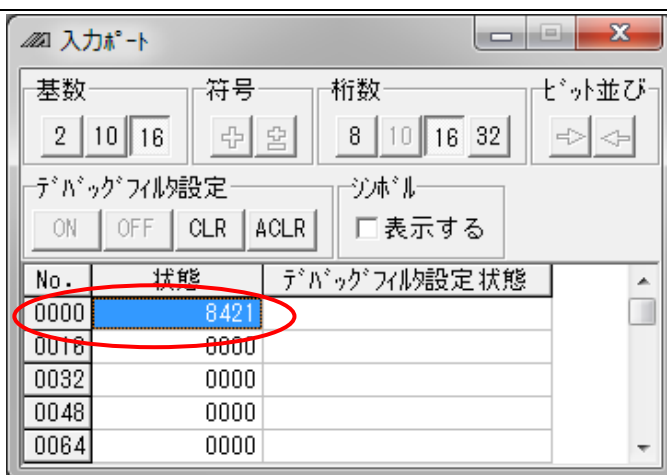 入力ﾎﾟｰﾄ
基数 符号 桁数 ﾋﾞｯﾄ並び
2 10 16 8 10 16 32
ﾃﾞﾊﾞｯｸﾞﾌｨﾙﾀ設定 ｼﾝﾎﾞﾙ
ON OFF CLR ACLR 表示する
No. 状態 ﾃﾞﾊﾞｯｸﾞﾌｨﾙﾀ設定 状態
0000 8421
0016 0000
0032 0000
0048 0000
0064 0000